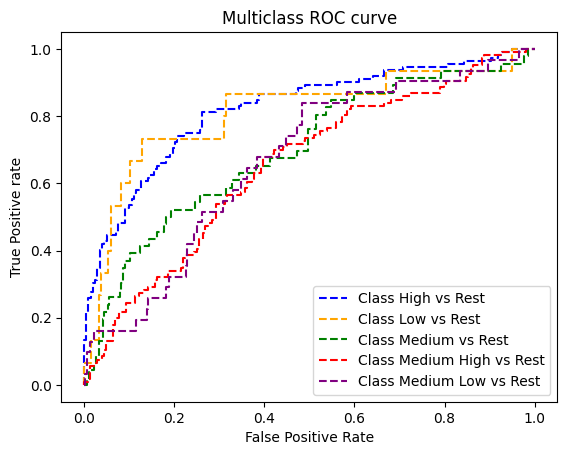 Multiclass ROC curve
True Positive rate
1.0
0.8
0.6
0.4
0.2
0.0
Class High vs Rest
Class Low vs Rest
Class Medium vs Rest
Class Medium High vs Rest
Class Medium Low vs Rest
0.0 0.2 0.4 0.6 0.8 1.0
False Positive Rate